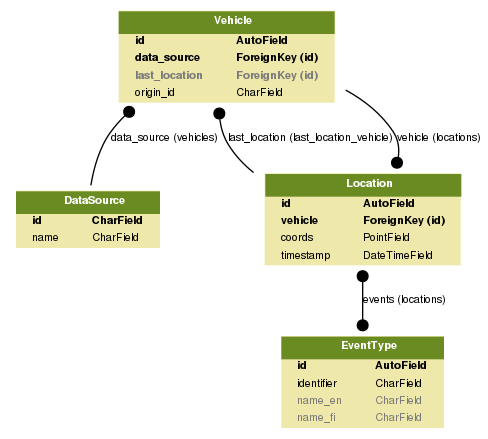 Vehicle
id AutoField
data_source ForeignKey (id)
last_location ForeignKey (id)
origin_id CharField
data_source (vehicles) last_location (last_location_vehicle) vehicle (locations)
DataSource
id CharField
name CharField
Location
id AutoField
vehicle ForeignKey (id)
coords PointField
timestamp DateTimeField
events (locations)
EventType
id AutoField
identifier CharField
name_en CharField
name_fi CharField